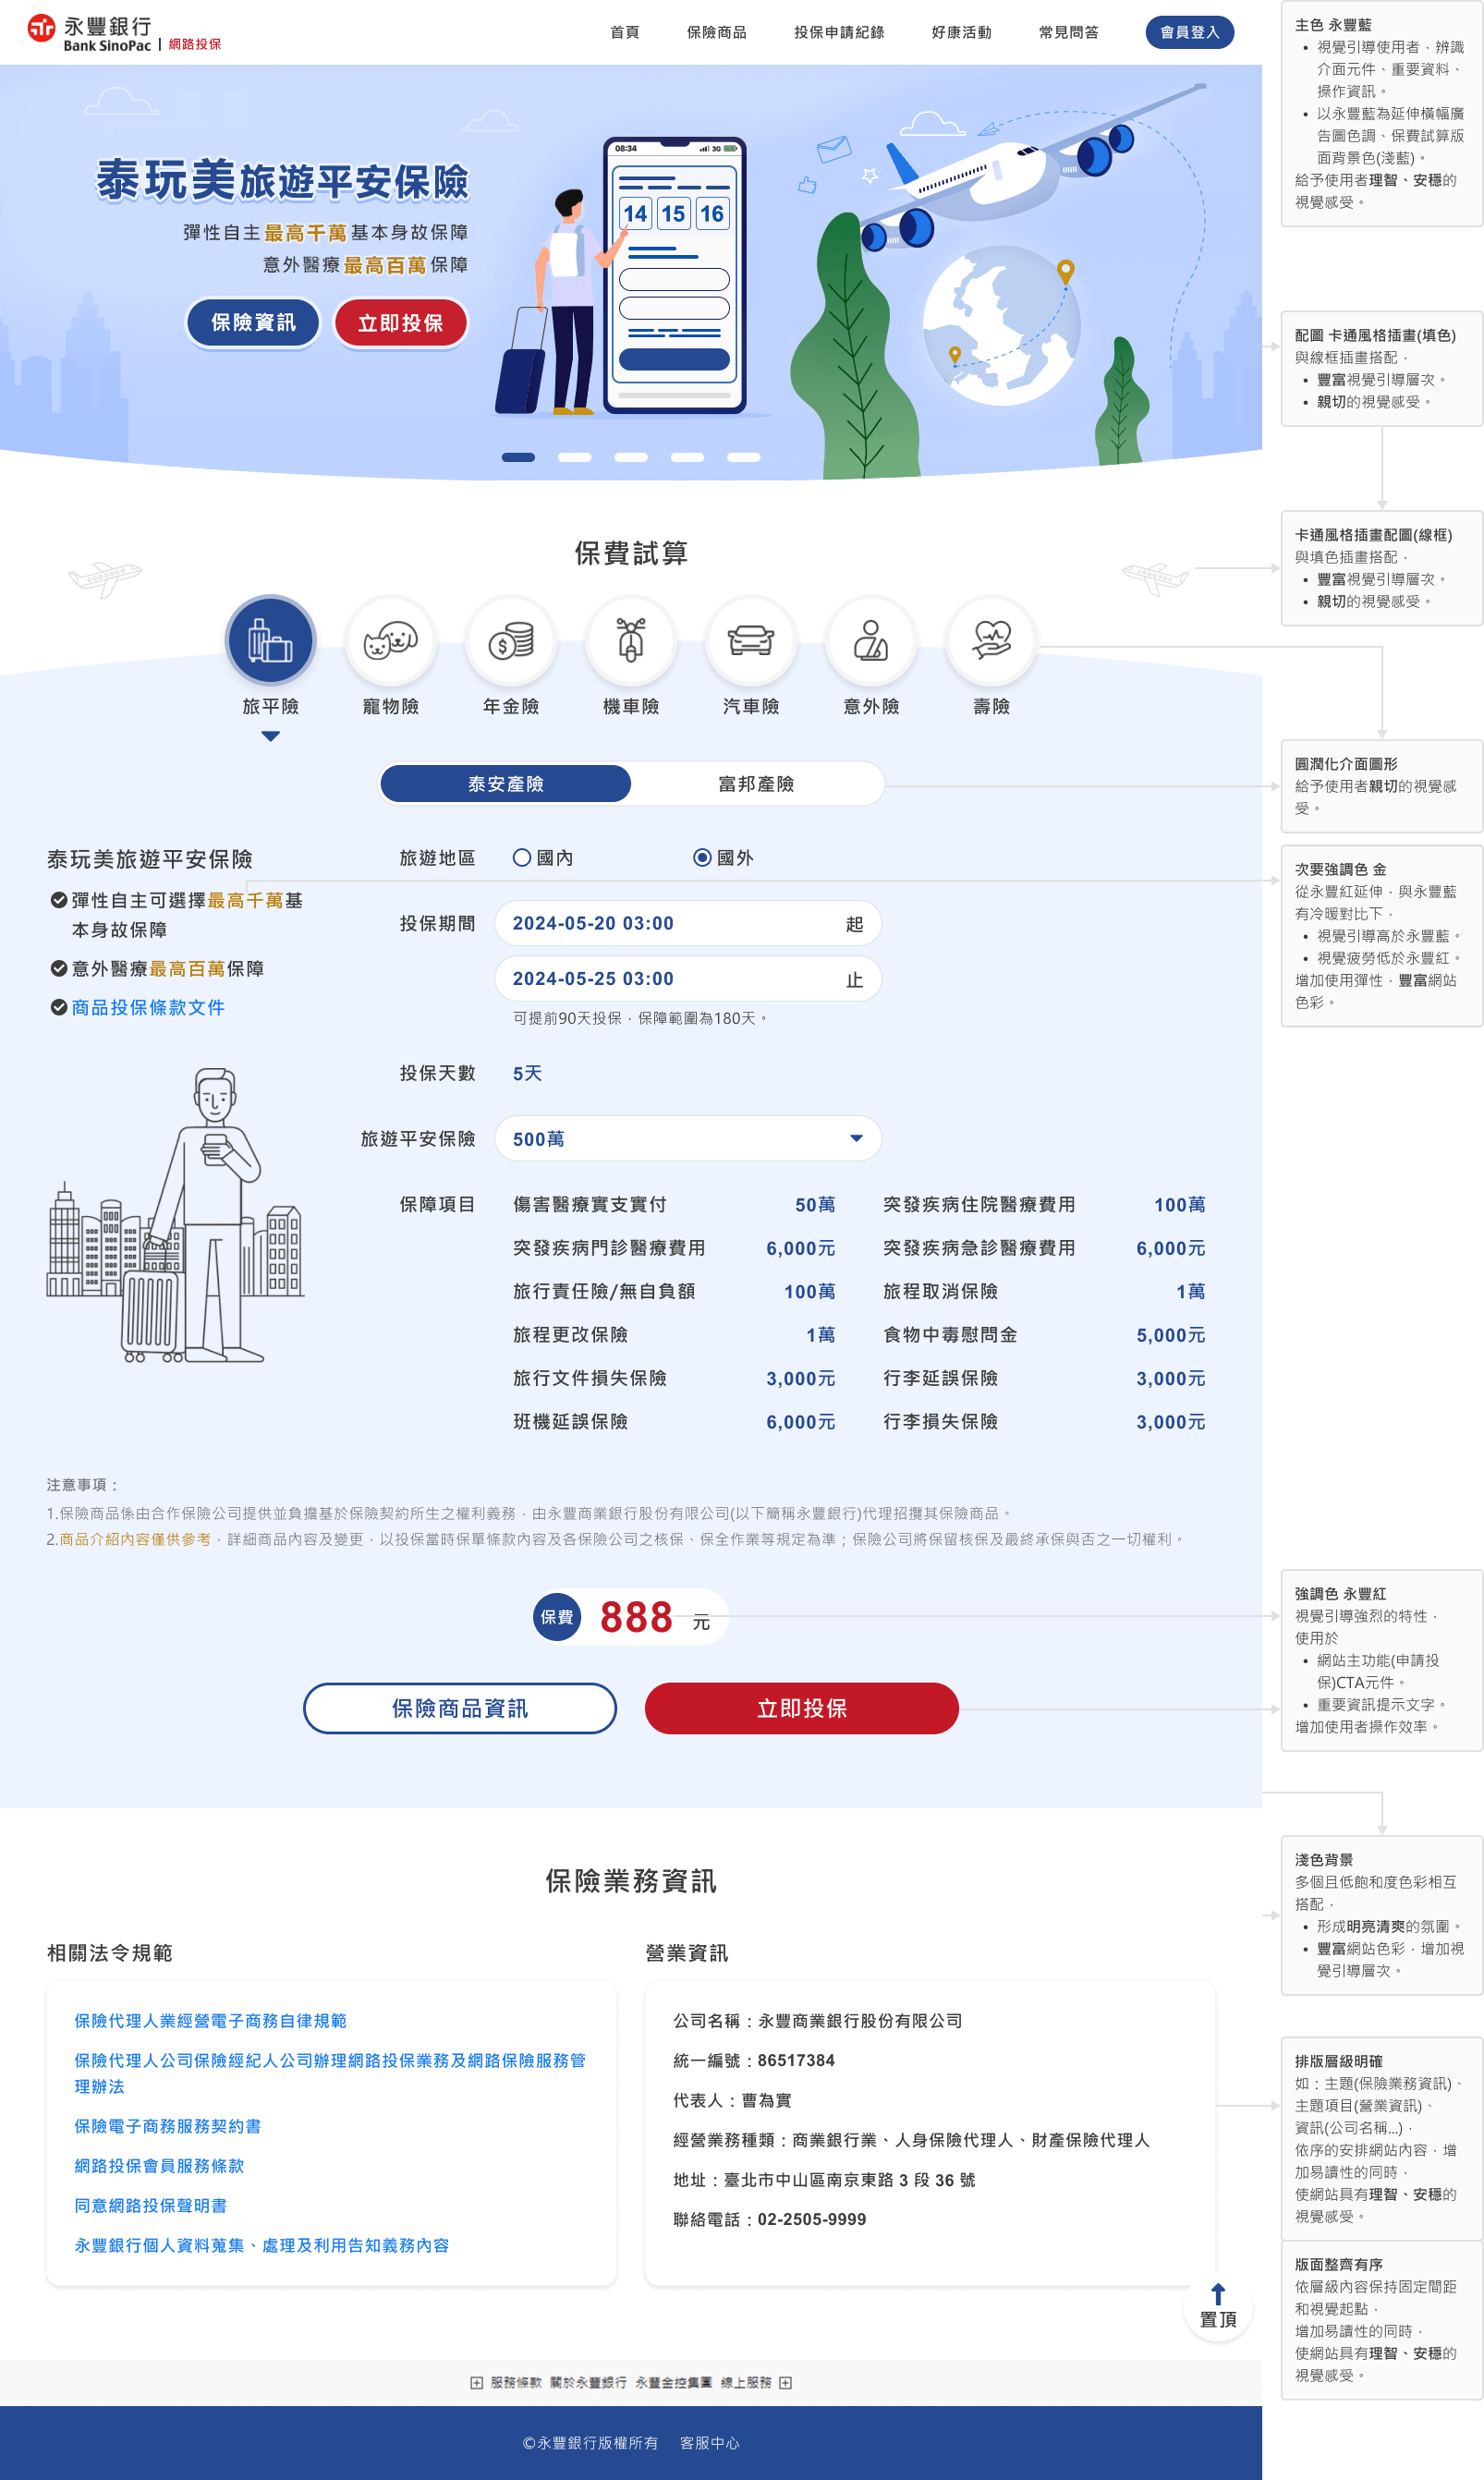 永豐銀行
Bank SinoPac
網路投保
首頁
保險商品
投保申請紀錄
好康活動
常見問答
會員登入
泰玩美旅遊平安保險
彈性自主最高千萬基本身故保障
意外醫療最高百萬保障
保險資訊
立即投保
08:34
3G
14
15
16
保費試算
旅平險
寵物險
年金險
機車險
汽車險
意外險
壽險
泰安產險
富邦產險
泰玩美旅遊平安保險
彈性自主可選擇最高千萬基
本身故保障
意外醫療最高百萬保障
商品投保條款文件
旅遊地區
國內
國外
投保期間
2024-05-20 03:00
起
2024-05-25 03:00
止
可提前90天投保，保障範圍為180天。
投保天數
5天
旅遊平安保險
500萬
保障項目
傷害醫療實支實付 50萬
突發疾病住院醫療費用 100萬
突發疾病門診醫療費用 6,000元
突發疾病急診醫療費用 6,000元
旅行責任險/無自負額 100萬
旅程取消保險 1萬
旅程更改保險 1萬
食物中毒慰問金 5,000元
旅行文件損失保險 3,000元
行李延誤保險 3,000元
班機延誤保險 6,000元
行李損失保險 3,000元
注意事項：
1.保險商品係由合作保險公司提供並負擔基於保險契約所生之權利義務，由永豐商業銀行股份有限公司(以下簡稱永豐銀行)代理招攬其保險商品。
2.商品介紹內容僅供參考，詳細商品內容及變更，以投保當時保單條款內容及各保險公司之核保、保全作業等規定為準；保險公司將保留核保及最終承保與否之一切權利。
保費
888
元
保險商品資訊
立即投保
保險業務資訊
相關法令規範
保險代理人業經營電子商務自律規範
保險代理人公司保險經紀人公司辦理網路投保業務及網路保險服務管
理辦法
保險電子商務服務契約書
網路投保會員服務條款
同意網路投保聲明書
永豐銀行個人資料蒐集、處理及利用告知義務內容
營業資訊
公司名稱：永豐商業銀行股份有限公司
統一編號：86517384
代表人：曹為實
經營業務種類：商業銀行業、人身保險代理人、財產保險代理人
地址：臺北市中山區南京東路 3 段 36 號
聯絡電話：02-2505-9999
置頂
服務條款 關於永豐銀行 永豐金控集團 線上服務
©永豐銀行版權所有 客服中心
主色 永豐藍
• 視覺引導使用者，辨識
介面元件、重要資料、
操作資訊。
• 以永豐藍為延伸橫幅廣
告圖色調、保費試算版
面背景色(淺藍)。
給予使用者理智、安穩的
視覺感受。
配圖 卡通風格插畫(填色)
與線框插畫搭配，
• 豐富視覺引導層次。
• 親切的視覺感受。
卡通風格插畫配圖(線框)
與填色插畫搭配，
• 豐富視覺引導層次。
• 親切的視覺感受。
圓潤化介面圖形
給予使用者親切的視覺感
受。
次要強調色 金
從永豐紅延伸，與永豐藍
有冷暖對比下，
• 視覺引導高於永豐藍。
• 視覺疲勞低於永豐紅。
增加使用彈性，豐富網站
色彩。
強調色 永豐紅
視覺引導強烈的特性，
使用於
• 網站主功能(申請投
保)CTA元件。
• 重要資訊提示文字。
增加使用者操作效率。
淺色背景
多個且低飽和度色彩相互
搭配，
• 形成明亮清爽的氛圍。
• 豐富網站色彩，增加視
覺引導層次。
排版層級明確
如：主題(保險業務資訊)、
主題項目(營業資訊)、
資訊(公司名稱...)，
依序的安排網站內容，增
加易讀性的同時，
使網站具有理智、安穩的
視覺感受。
版面整齊有序
依層級內容保持固定間距
和視覺起點，
增加易讀性的同時，
使網站具有理智、安穩的
視覺感受。